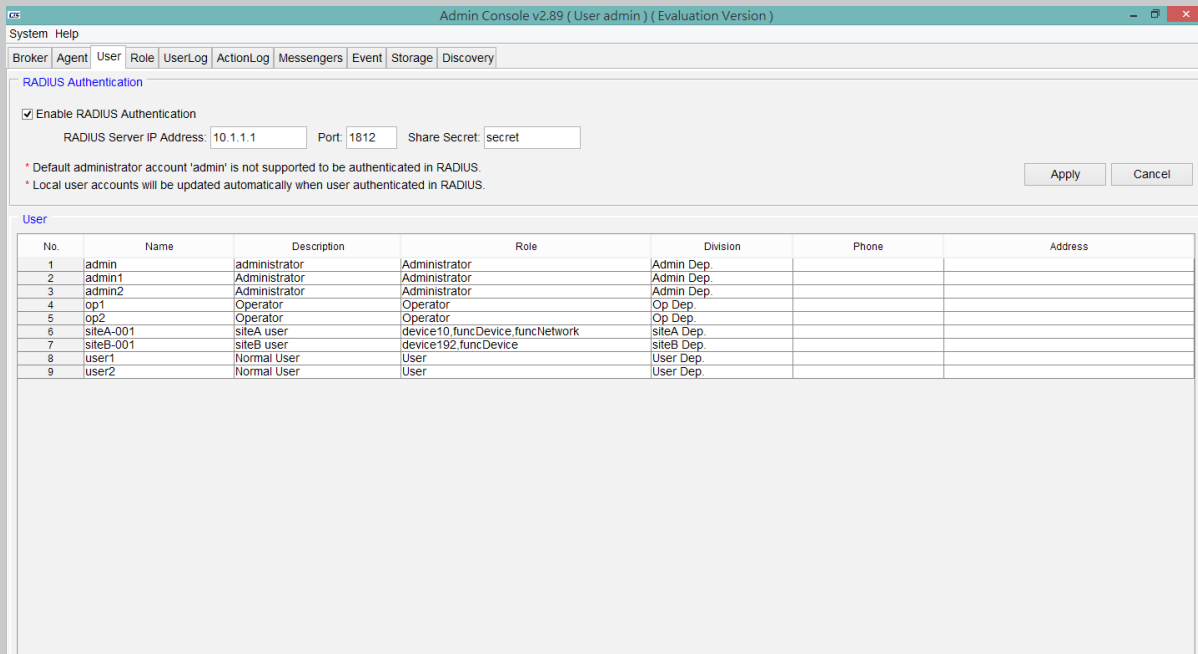 CTS Admin Console v2.89 ( User admin ) ( Evaluation Version )
System Help
Broker Agent User Role UserLog ActionLog Messengers Event Storage Discovery
RADIUS Authentication
Enable RADIUS Authentication
RADIUS Server IP Address: 10.1.1.1 Port: 1812 Share Secret: secret
* Default administrator account 'admin' is not supported to be authenticated in RADIUS.
* Local user accounts will be updated automatically when user authenticated in RADIUS.
Apply Cancel
User
No. Name Description Role Division Phone Address
1 admin administrator Administrator Admin Dep.
2 admin1 Administrator Administrator Admin Dep.
3 admin2 Administrator Administrator Admin Dep.
4 op1 Operator Operator Op Dep.
5 op2 Operator Operator Op Dep.
6 siteA-001 siteA user device10,funcDevice,funcNetwork siteA Dep.
7 siteB-001 siteB user device192,funcDevice siteB Dep.
8 user1 Normal User User User Dep.
9 user2 Normal User User User Dep.